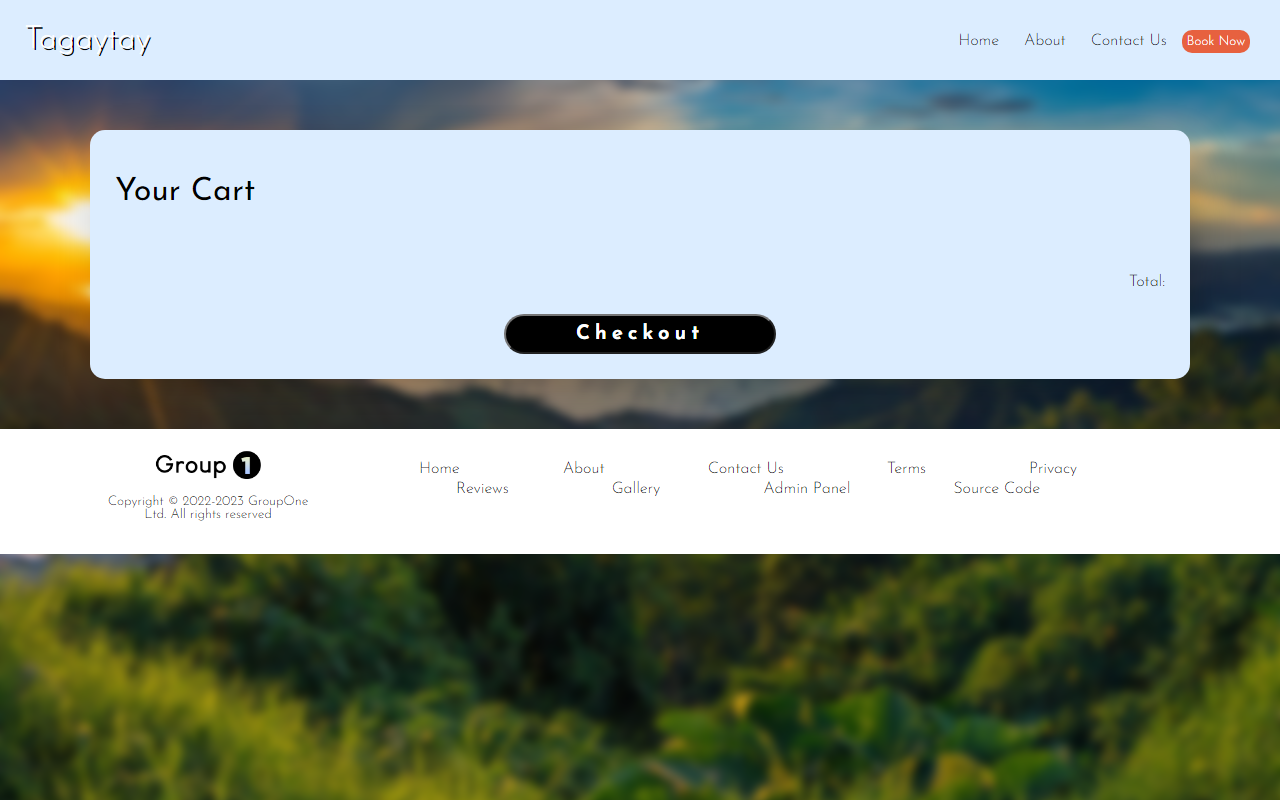 Tagaytay
Home About Contact Us Book Now
Your Cart
Total:
Checkout
Group 1
Copyright © 2022-2023 GroupOne
Ltd. All rights reserved
Home About Contact Us Terms Privacy
Reviews Gallery Admin Panel Source Code